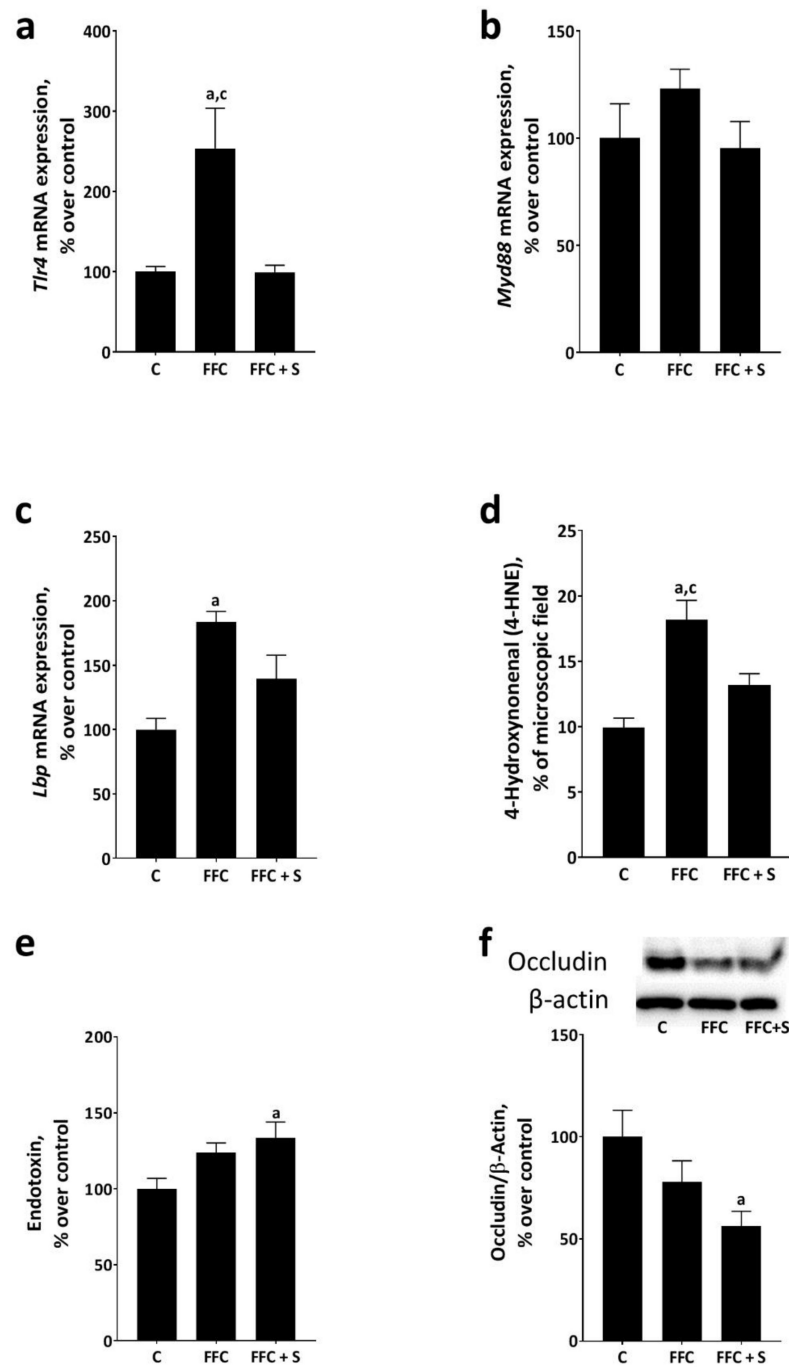 a
Tlr4 mRNA expression,
% over control
400
300
200
100
0
a,c
C FFC FFC + S
b
Myd88 mRNA expression,
% over control
150
100
50
0
C FFC FFC + S
c
Lbp mRNA expression,
% over control
250
200
150
100
50
0
a
C FFC FFC + S
d
4-Hydroxynonenal (4-HNE),
% of microscopic field
25
20
15
10
5
0
a,c
C FFC FFC + S
e
Endotoxin,
% over control
200
150
100
50
0
a
C FFC FFC + S
f
Occludin
β-actin
C FFC FFC+S
Occludin/β-Actin,
% over control
150
100
50
0
a
C FFC FFC + S